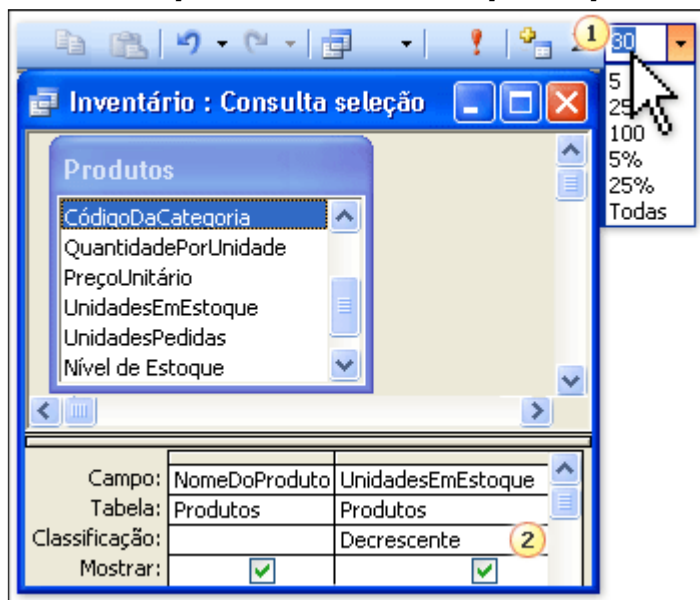 1
30
5
25
100
5%
25%
Todas
Inventário : Consulta seleção
Produtos
CódigoDaCategoria
QuantidadePorUnidade
PreçoUnitário
UnidadesEmEstoque
UnidadesPedidas
Nível de Estoque
Campo: NomeDoProduto UnidadesEmEstoque
Tabela: Produtos Produtos
Classificação: Decrescente 2
Mostrar: